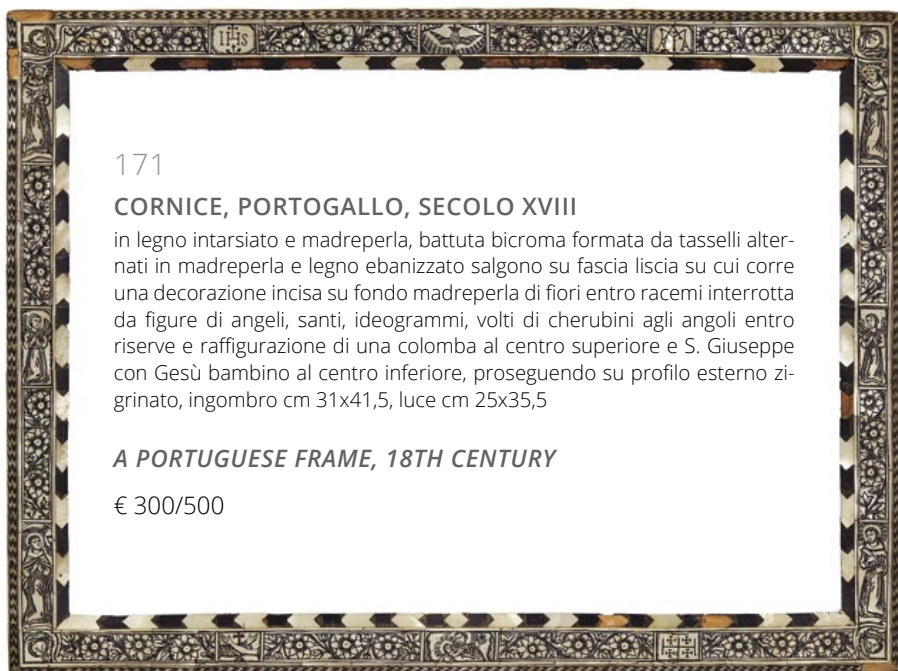 IHS
171
CORNICE, PORTOGALLO, SECOLO XVIII
in legno intarsiato e madreperla, battuta bicroma formata da tasselli alter-
nati in madreperla e legno ebanizzato salgono su fascia liscia su cui corre
una decorazione incisa su fondo madreperla di fiori entro racemi interrotta
da figure di angeli, santi, ideogrammi, volti di cherubini agli angoli entro
riserve e raffigurazione di una colomba al centro superiore e S. Giuseppe
con Gesù bambino al centro inferiore, proseguendo su profilo esterno zi-
grinato, ingombro cm 31x41,5, luce cm 25x35,5
A PORTUGUESE FRAME, 18TH CENTURY
€ 300/500